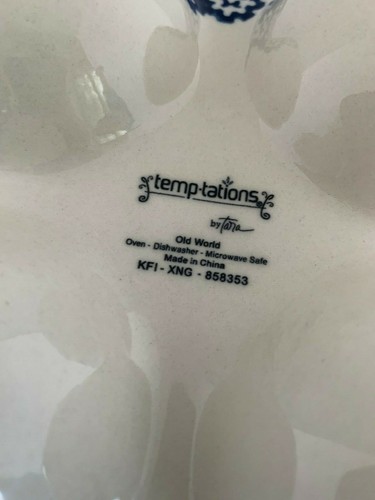 temp·tations
by Tara
Old World
Oven - Dishwasher - Microwave Safe
Made in China
KFI - XNG - 858353